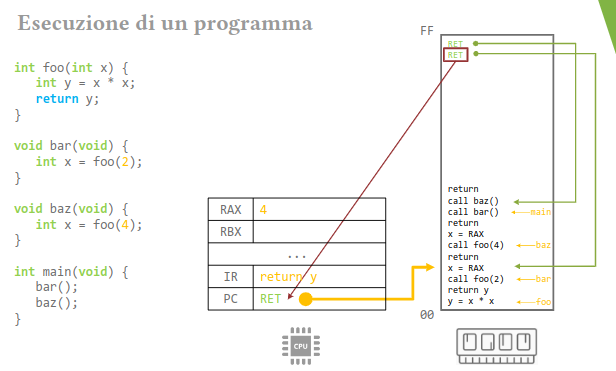 Esecuzione di un programma
int foo(int x) {
int y = x * x;
return y;
}
void bar(void) {
int x = foo(2);
}
void baz(void) {
int x = foo(4);
}
int main(void) {
bar();
baz();
}
RAX 4
RBX
...
IR return y
PC RET
CPU
FF
RET
RET
return
call baz()
call bar() main
return
x = RAX
call foo(4) baz
return
x = RAX
call foo(2) bar
return y
y = x * x foo
00